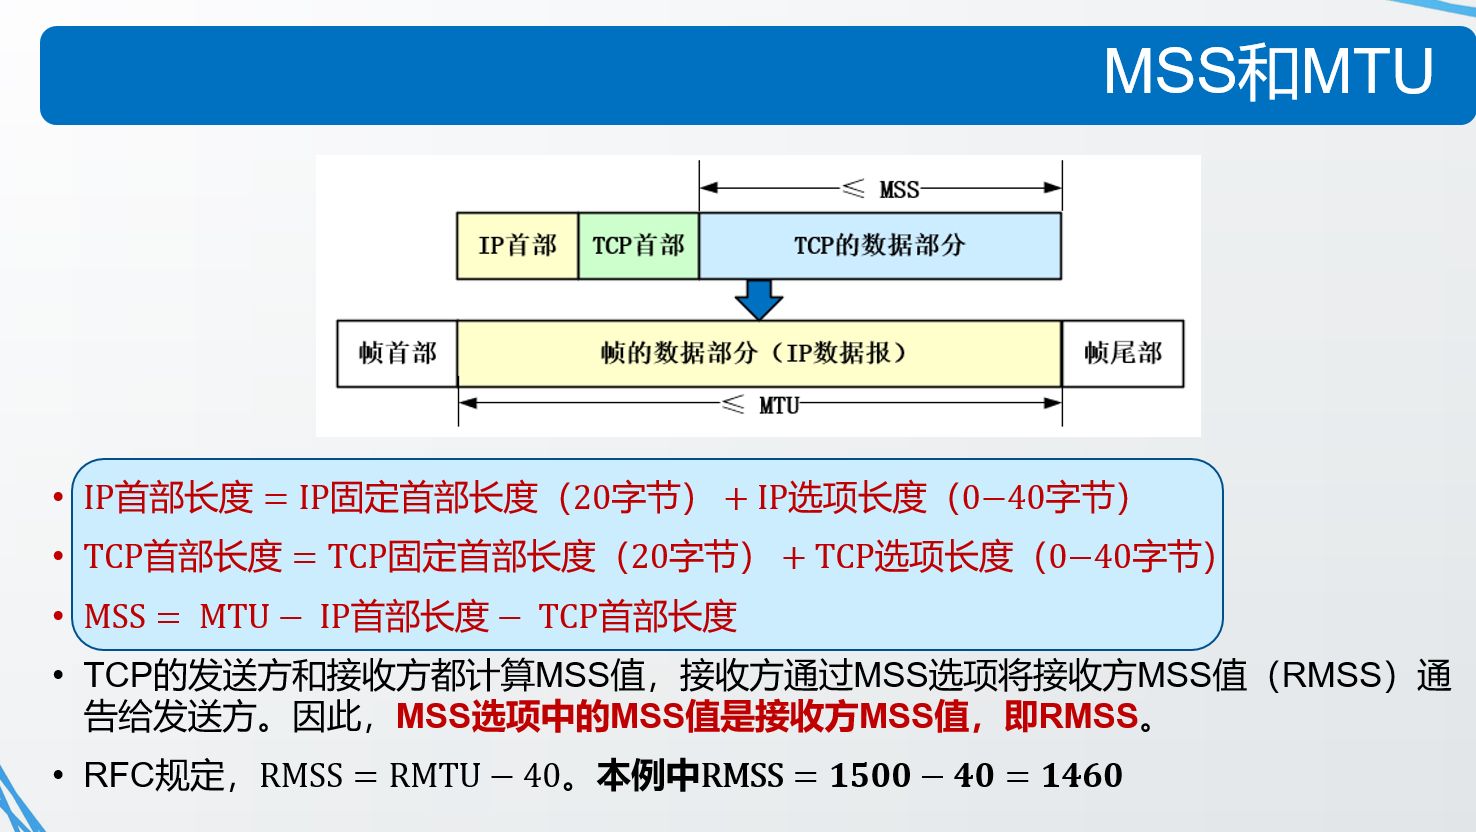 MSS和MTU
≤ MSS
IP首部 TCP首部 TCP的数据部分
帧首部 帧的数据部分（IP数据报） 帧尾部
≤ MTU
• IP首部长度 = IP固定首部长度（20字节） + IP选项长度（0−40字节）
• TCP首部长度 = TCP固定首部长度（20字节） + TCP选项长度（0−40字节）
• MSS = MTU − IP首部长度 − TCP首部长度
• TCP的发送方和接收方都计算MSS值，接收方通过MSS选项将接收方MSS值（RMSS）通
告给发送方。因此，MSS选项中的MSS值是接收方MSS值，即RMSS。
• RFC规定，RMSS = RMTU − 40。本例中RMSS = 1500 − 40 = 1460